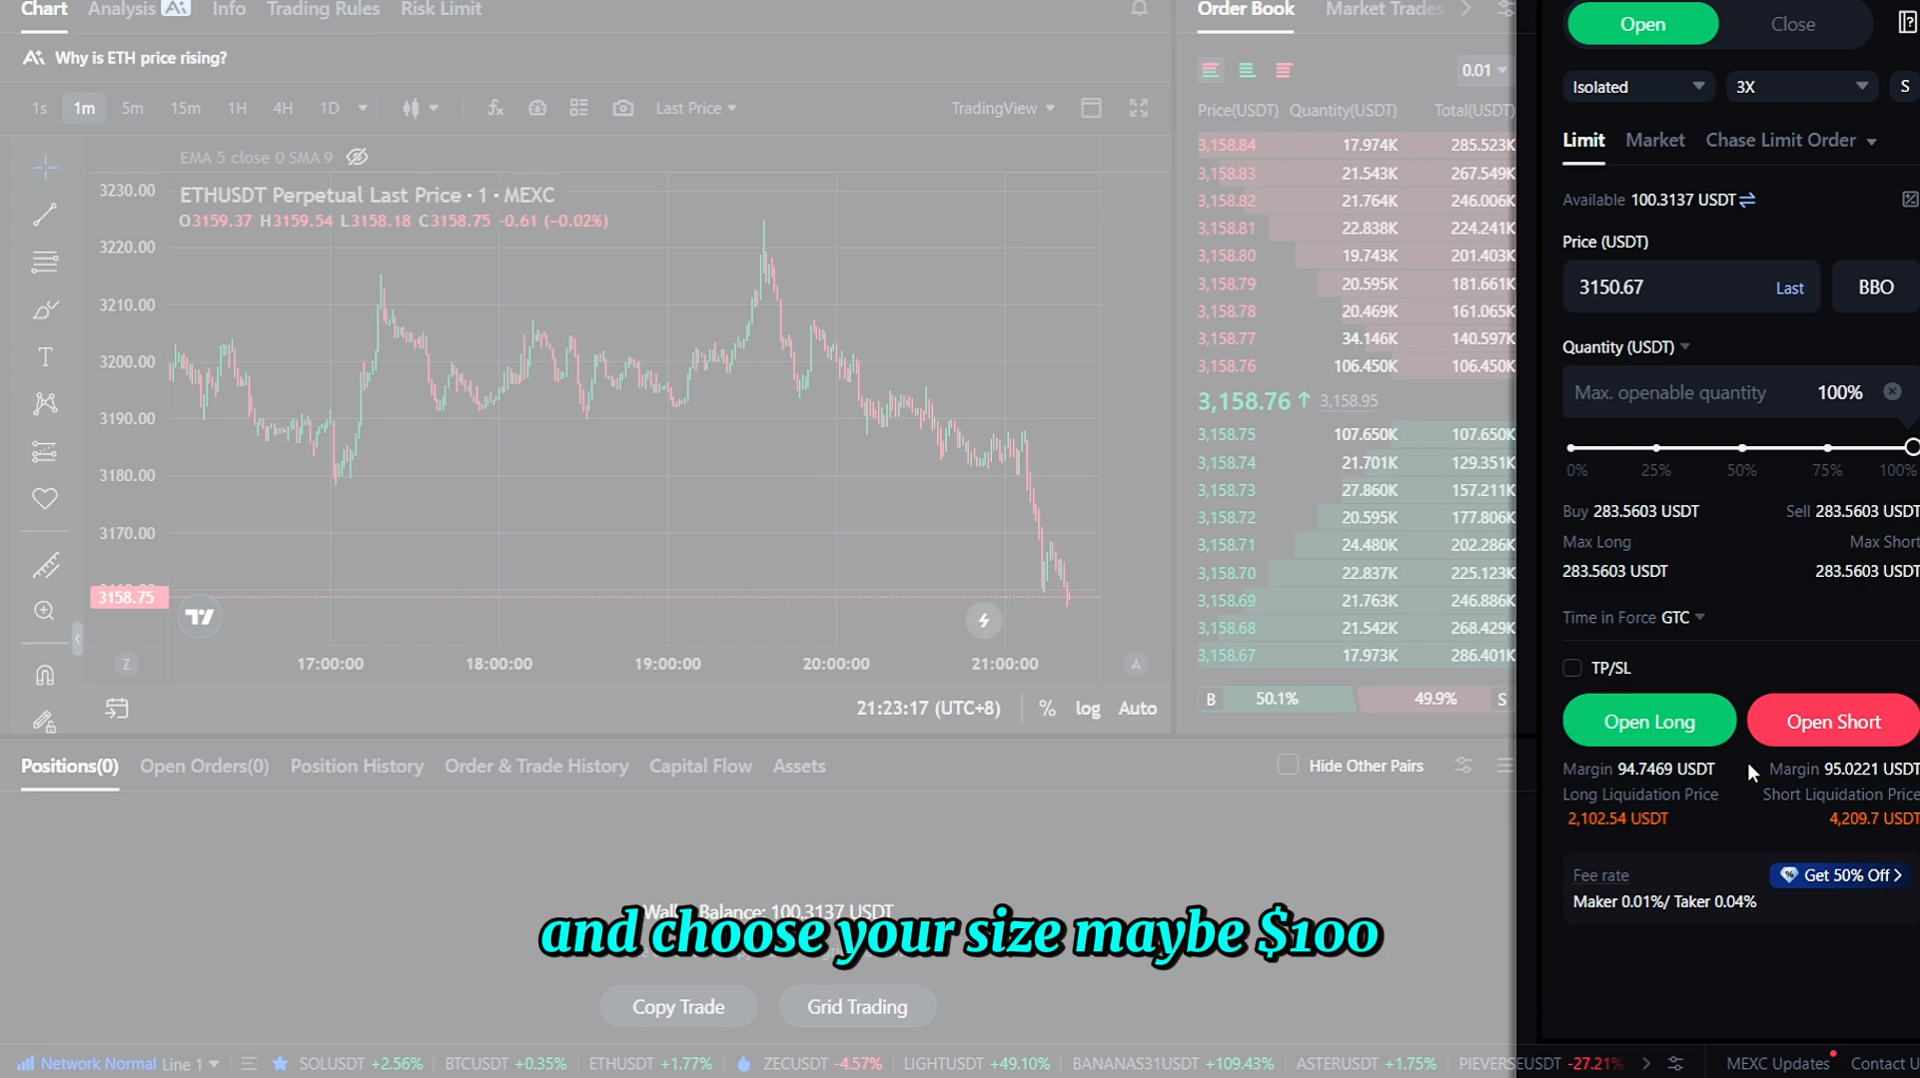 Chart Analysis Ai Info Trading Rules Risk Limit
Why is ETH price rising?
1s 1m 5m 15m 1H 4H 1D Last Price TradingView
EMA 5 close 0 SMA 9
ETHUSDT Perpetual Last Price · 1 · MEXC
O3159.37 H3159.54 L3158.18 C3158.75 -0.61 (−0.02%)
3230.00
3220.00
3210.00
3200.00
3190.00
3180.00
3170.00
3158.75
17:00:00 18:00:00 19:00:00 20:00:00 21:00:00
Z A
21:23:17 (UTC+8) % log Auto
Order Book Market Trades
0.01
Price(USDT) Quantity(USDT) Total(USDT)
3,158.84 17.974K 285.523K
3,158.83 21.543K 267.549K
3,158.82 21.764K 246.006K
3,158.81 22.838K 224.241K
3,158.80 19.743K 201.403K
3,158.79 20.595K 181.661K
3,158.78 20.469K 161.065K
3,158.77 34.146K 140.597K
3,158.76 106.450K 106.450K
3,158.76 ↑ 3,158.95
3,158.75 107.650K 107.650K
3,158.74 21.701K 129.351K
3,158.73 27.860K 157.211K
3,158.72 20.595K 177.806K
3,158.71 24.480K 202.286K
3,158.70 22.837K 225.123K
3,158.69 21.763K 246.886K
3,158.68 21.542K 268.429K
3,158.67 17.973K 286.401K
B 50.1% 49.9% S
Open Close
Isolated 3X S
Limit Market Chase Limit Order
Available 100.3137 USDT
Price (USDT)
3150.67 Last BBO
Quantity (USDT)
Max. openable quantity 100%
0% 25% 50% 75% 100%
Buy 283.5603 USDT Sell 283.5603 USDT
Max Long Max Short
283.5603 USDT 283.5603 USDT
Time in Force GTC
TP/SL
Open Long Open Short
Margin 94.7469 USDT Margin 95.0221 USDT
Long Liquidation Price Short Liquidation Price
2,102.54 USDT 4,209.7 USDT
Fee rate Get 50% Off >
Maker 0.01%/ Taker 0.04%
Positions(0) Open Orders(0) Position History Order & Trade History Capital Flow Assets Hide Other Pairs
Balance: 100.3137 USDT
and choose your size maybe $100
Copy Trade Grid Trading
Network Normal Line 1 SOLUSDT +2.56% BTCUSDT +0.35% ETHUSDT +1.77% ZECUSDT -4.57% LIGHTUSDT +49.10% BANANAS31USDT +109.43% ASTERUSDT +1.75% PIEVERSEUSDT -27.21% MEXC Updates Contact U